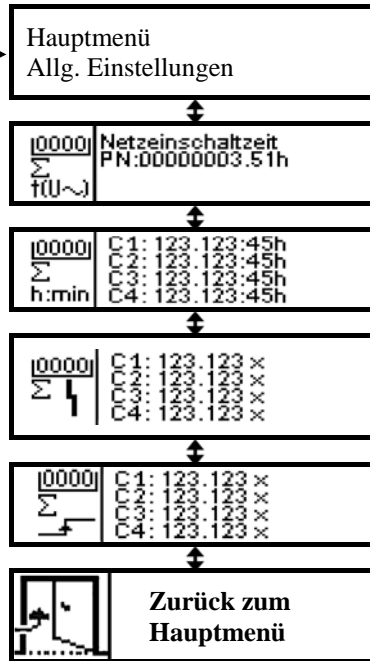 Hauptmenü
Allg. Einstellungen
0000 Netzeinschaltzeit
Σ PN:00000003.51h
t(U~)
0000 C1: 123.123:45h
Σ C2: 123.123:45h
C3: 123.123:45h
h:min C4: 123.123:45h
0000 C1: 123.123 x
Σ C2: 123.123 x
C3: 123.123 x
C4: 123.123 x
0000 C1: 123.123 x
Σ C2: 123.123 x
C3: 123.123 x
C4: 123.123 x
Zurück zum
Hauptmenü